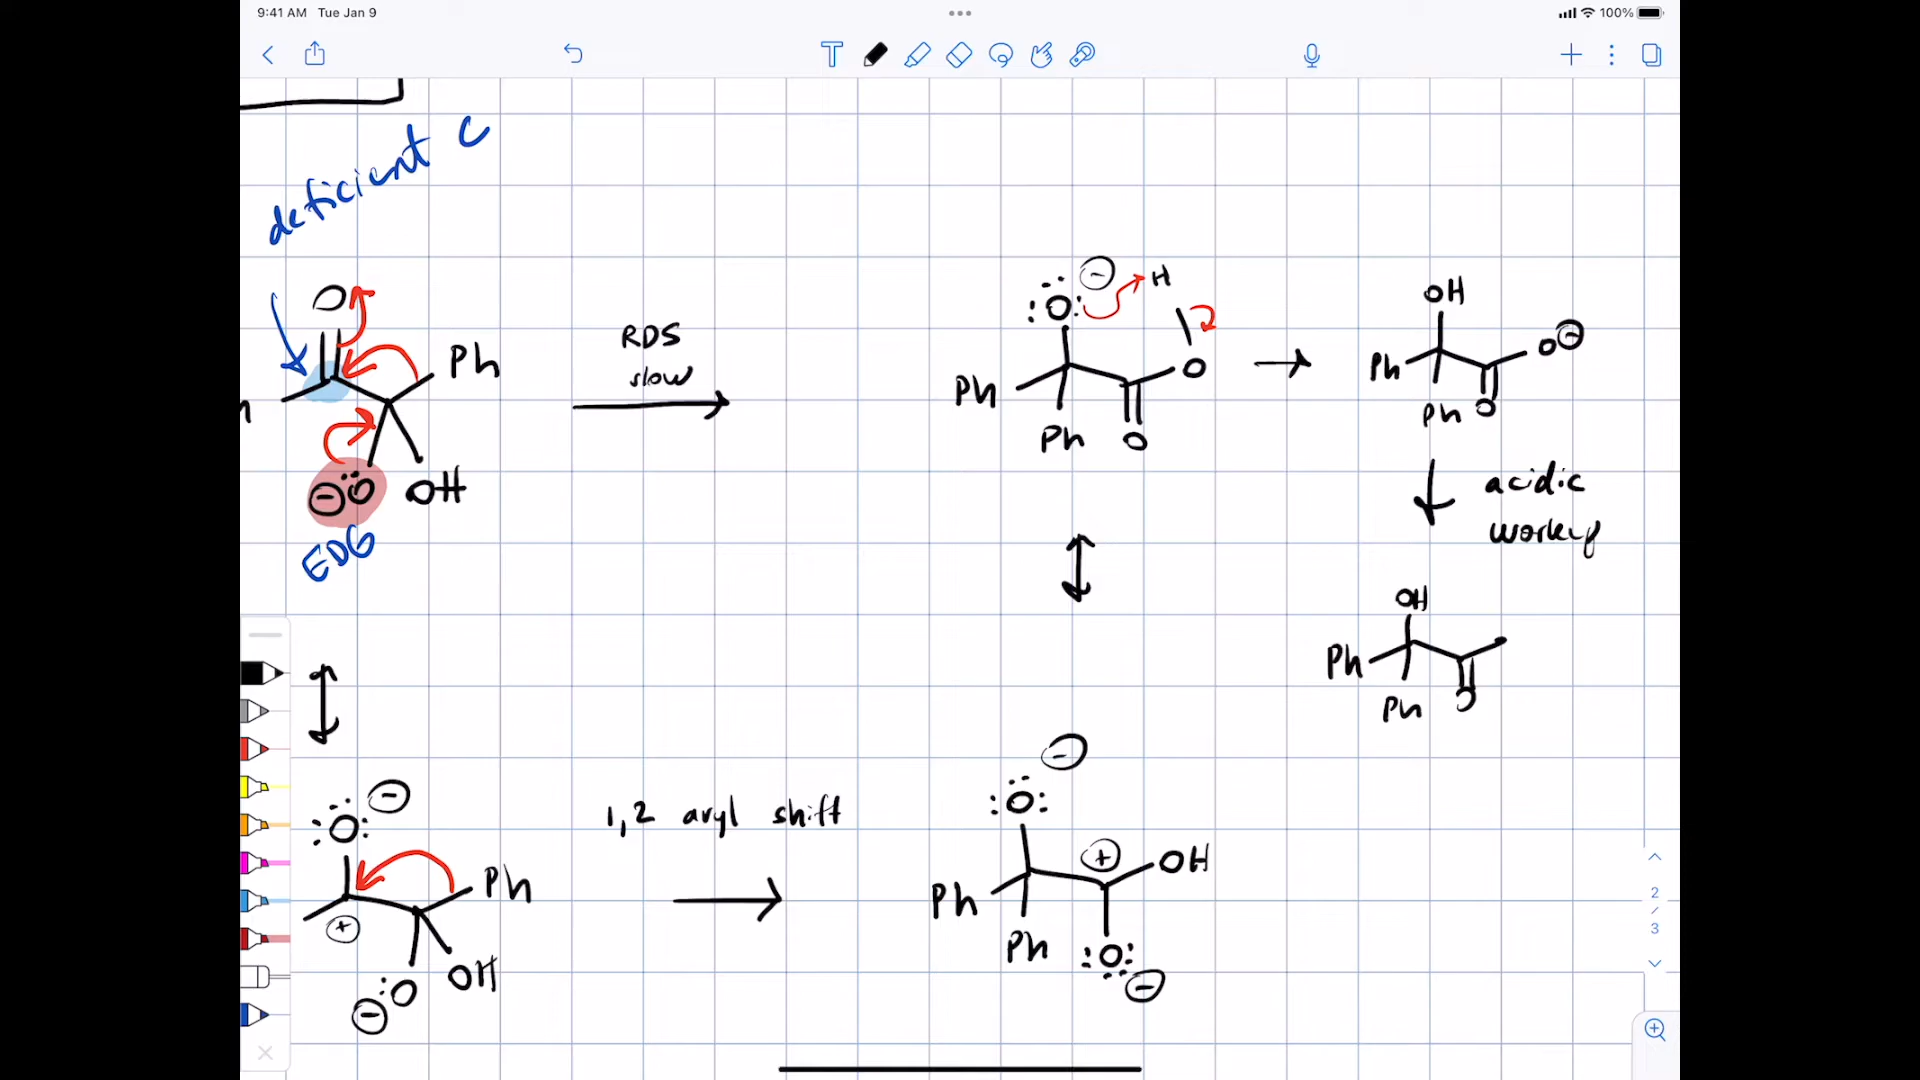 9:41 AM Tue Jan 9
100%
deficient C
O
Ph
⊖ O
OH
EDG
RDS
slow
:O: ⊖ H
O
Ph
Ph
O
OH
Ph
O⊖
Ph
O
acidic
workup
OH
Ph
Ph
O
:O: ⊖
Ph
+
:O
OH
⊖
1,2 aryl shift
⊖
:O:
+ OH
Ph
Ph
:O:
⊖
2
/
3